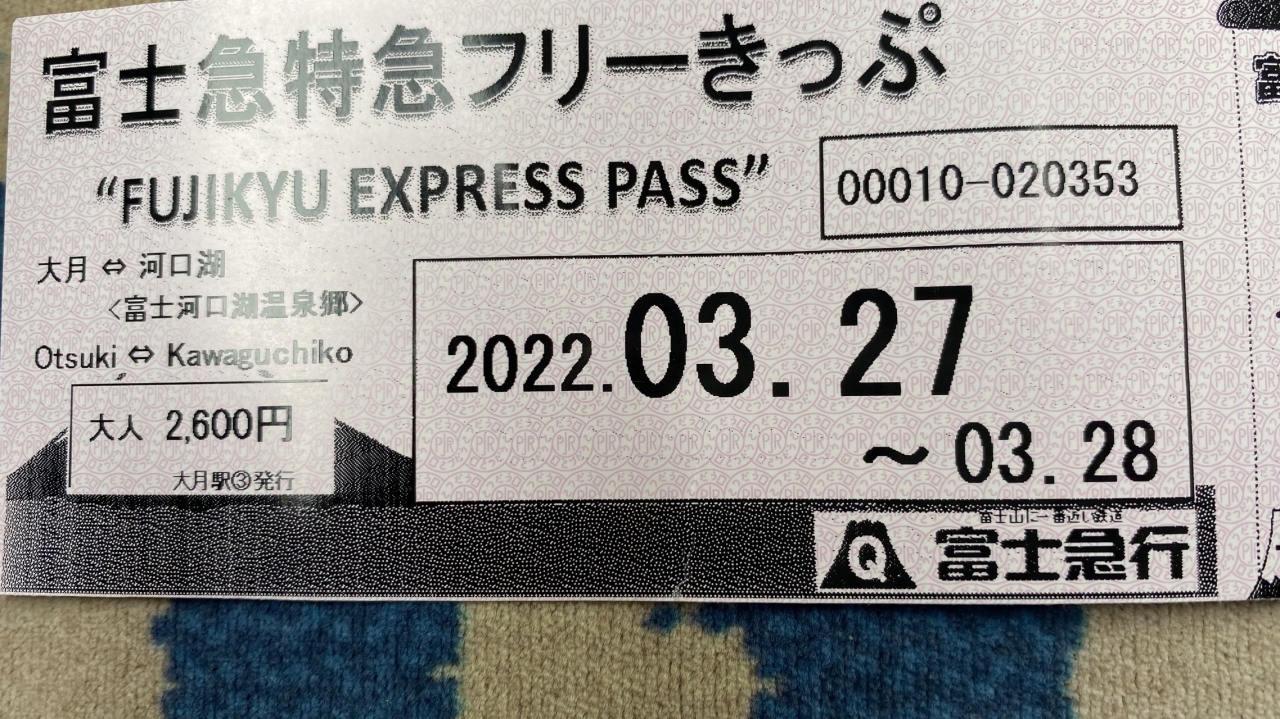 富士急特急フリーきっぷ
“FUJIKYU EXPRESS PASS”
00010-020353
大月 ⇔ 河口湖
〈富士河口湖温泉郷〉
Otsuki ⇔ Kawaguchiko
2022.03.27
～03.28
大人 2,600円
大月駅③発行
富士山に一番近い鉄道
Q 富士急行
富